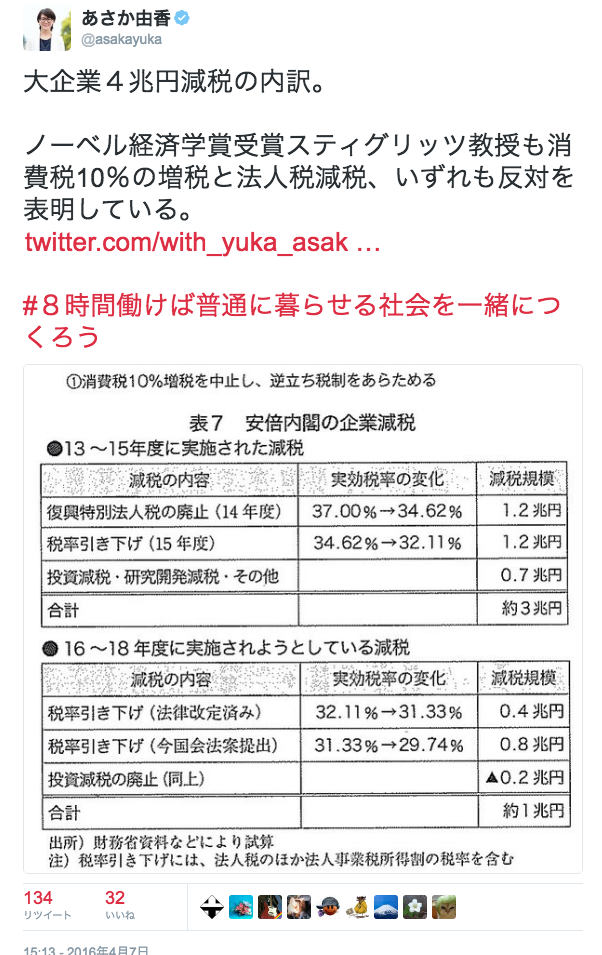 あさか由香
@asakayuka
大企業４兆円減税の内訳。
ノーベル経済学賞受賞スティグリッツ教授も消
費税10％の増税と法人税減税、いずれも反対を
表明している。
twitter.com/with_yuka_asak …
#８時間働けば普通に暮らせる社会を一緒につ
くろう
①消費税10%増税を中止し、逆立ち税制をあらためる
表７　安倍内閣の企業減税
●13～15年度に実施された減税
減税の内容 実効税率の変化 減税規模
復興特別法人税の廃止（14年度） 37.00%→34.62% 1.2兆円
税率引き下げ（15年度） 34.62%→32.11% 1.2兆円
投資減税・研究開発減税・その他 0.7兆円
合計 約3兆円
●16～18年度に実施されようとしている減税
減税の内容 実効税率の変化 減税規模
税率引き下げ（法律改定済み） 32.11%→31.33% 0.4兆円
税率引き下げ（今国会法案提出） 31.33%→29.74% 0.8兆円
投資減税の廃止（同上） ▲0.2兆円
合計 約1兆円
出所）財務省資料などにより試算
注）税率引き下げには、法人税のほか法人事業税所得割の税率を含む
134 32
リツイート いいね
15:13 - 2016年4月7日